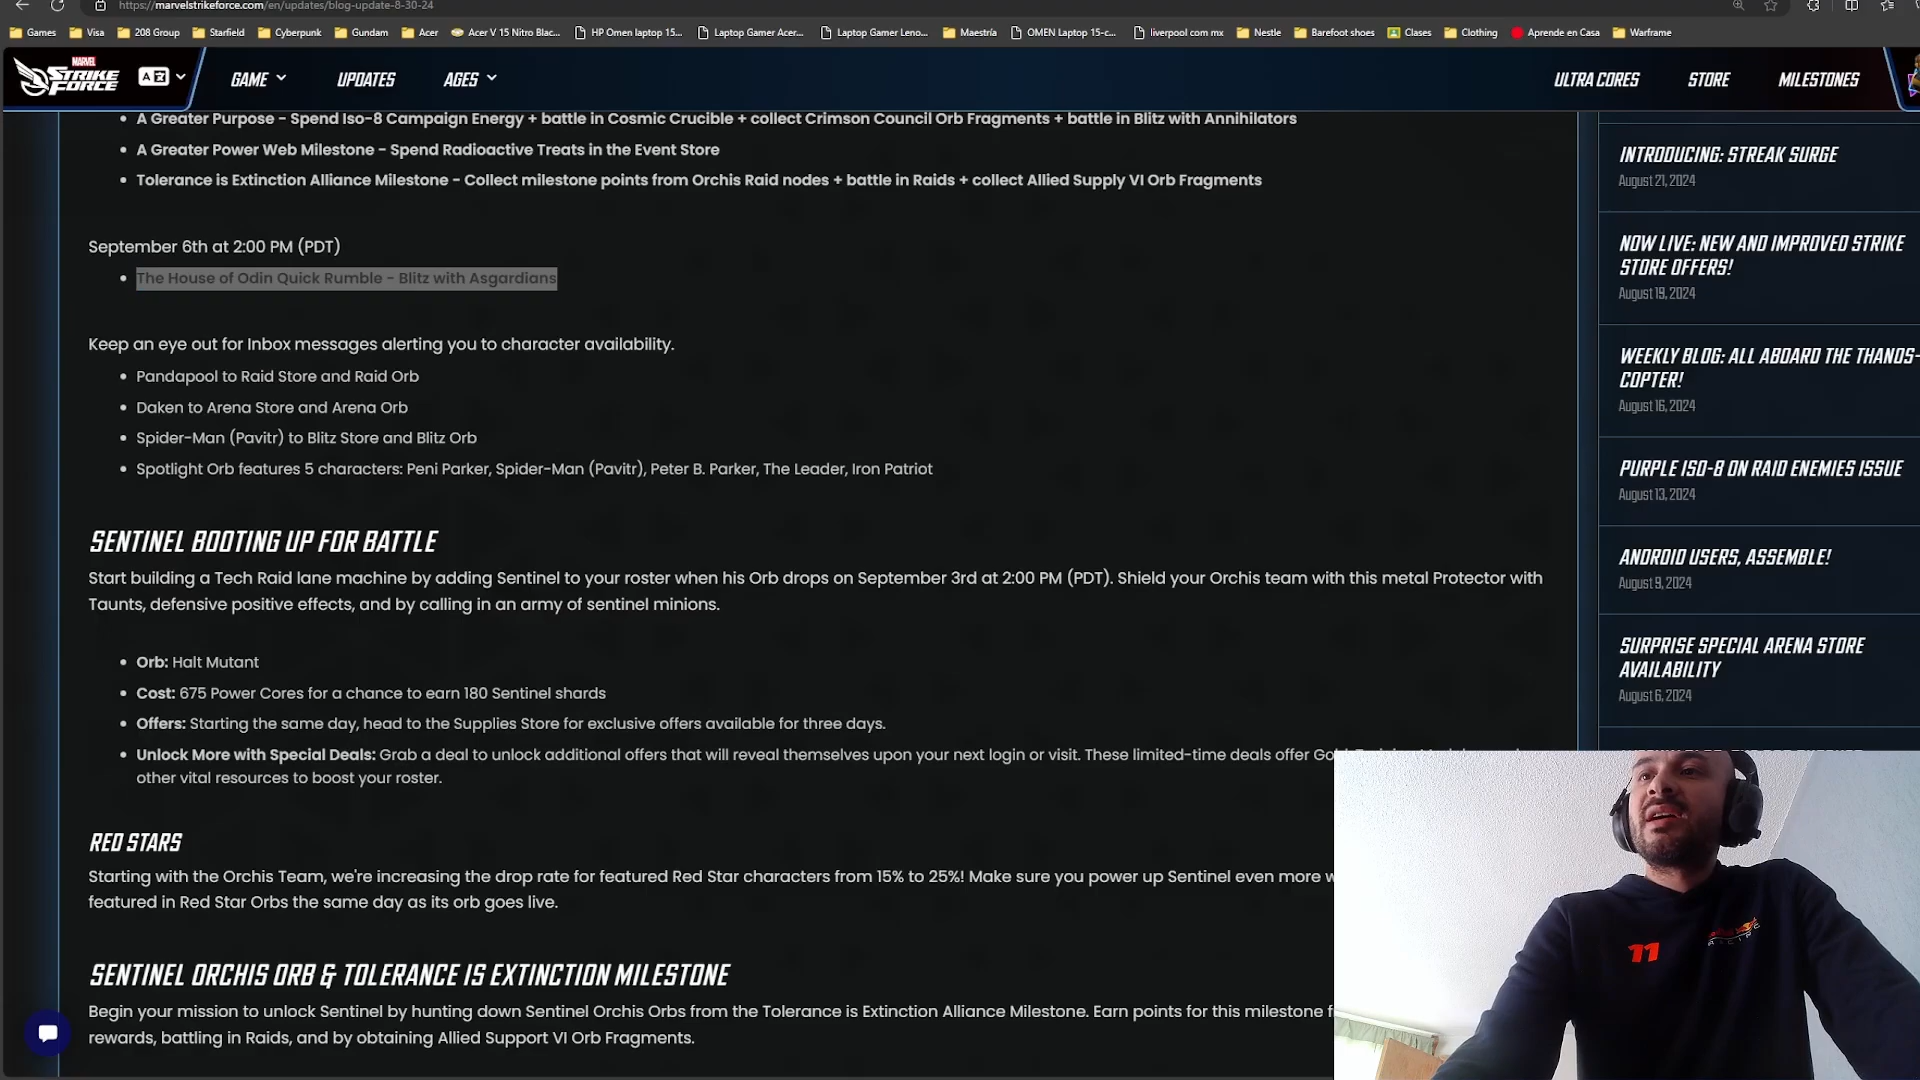 https://marvelstrikeforce.com/en/updates/blog-update-8-30-24
Games Visa 208 Group Starfield Cyberpunk Gundam Acer Acer V 15 Nitro Blac... HP Omen laptop 15... Laptop Gamer Acer... Laptop Gamer Leno... Maestría OMEN Laptop 15-c... liverpool com mx Nestle Barefoot shoes Clases Clothing Aprende en Casa Warframe
MARVEL
STRIKE
FORCE
GAME UPDATES AGES ULTRA CORES STORE MILESTONES
• A Greater Purpose - Spend Iso-8 Campaign Energy + battle in Cosmic Crucible + collect Crimson Council Orb Fragments + battle in Blitz with Annihilators
• A Greater Power Web Milestone - Spend Radioactive Treats in the Event Store
• Tolerance is Extinction Alliance Milestone - Collect milestone points from Orchis Raid nodes + battle in Raids + collect Allied Supply VI Orb Fragments
September 6th at 2:00 PM (PDT)
• The House of Odin Quick Rumble - Blitz with Asgardians
Keep an eye out for Inbox messages alerting you to character availability.
• Pandapool to Raid Store and Raid Orb
• Daken to Arena Store and Arena Orb
• Spider-Man (Pavitr) to Blitz Store and Blitz Orb
• Spotlight Orb features 5 characters: Peni Parker, Spider-Man (Pavitr), Peter B. Parker, The Leader, Iron Patriot
SENTINEL BOOTING UP FOR BATTLE
Start building a Tech Raid lane machine by adding Sentinel to your roster when his Orb drops on September 3rd at 2:00 PM (PDT). Shield your Orchis team with this metal Protector with
Taunts, defensive positive effects, and by calling in an army of sentinel minions.
• Orb: Halt Mutant
• Cost: 675 Power Cores for a chance to earn 180 Sentinel shards
• Offers: Starting the same day, head to the Supplies Store for exclusive offers available for three days.
• Unlock More with Special Deals: Grab a deal to unlock additional offers that will reveal themselves upon your next login or visit. These limited-time deals offer
other vital resources to boost your roster.
RED STARS
Starting with the Orchis Team, we're increasing the drop rate for featured Red Star characters from 15% to 25%! Make sure you power up Sentinel even more
featured in Red Star Orbs the same day as its orb goes live.
SENTINEL ORCHIS ORB & TOLERANCE IS EXTINCTION MILESTONE
Begin your mission to unlock Sentinel by hunting down Sentinel Orchis Orbs from the Tolerance is Extinction Alliance Milestone. Earn points for this milestone
rewards, battling in Raids, and by obtaining Allied Support VI Orb Fragments.
INTRODUCING: STREAK SURGE
August 21, 2024
NOW LIVE: NEW AND IMPROVED STRIKE
STORE OFFERS!
August 19, 2024
WEEKLY BLOG: ALL ABOARD THE THANOS-
COPTER!
August 16, 2024
PURPLE ISO-8 ON RAID ENEMIES ISSUE
August 13, 2024
ANDROID USERS, ASSEMBLE!
August 9, 2024
SURPRISE SPECIAL ARENA STORE
AVAILABILITY
August 6, 2024
11